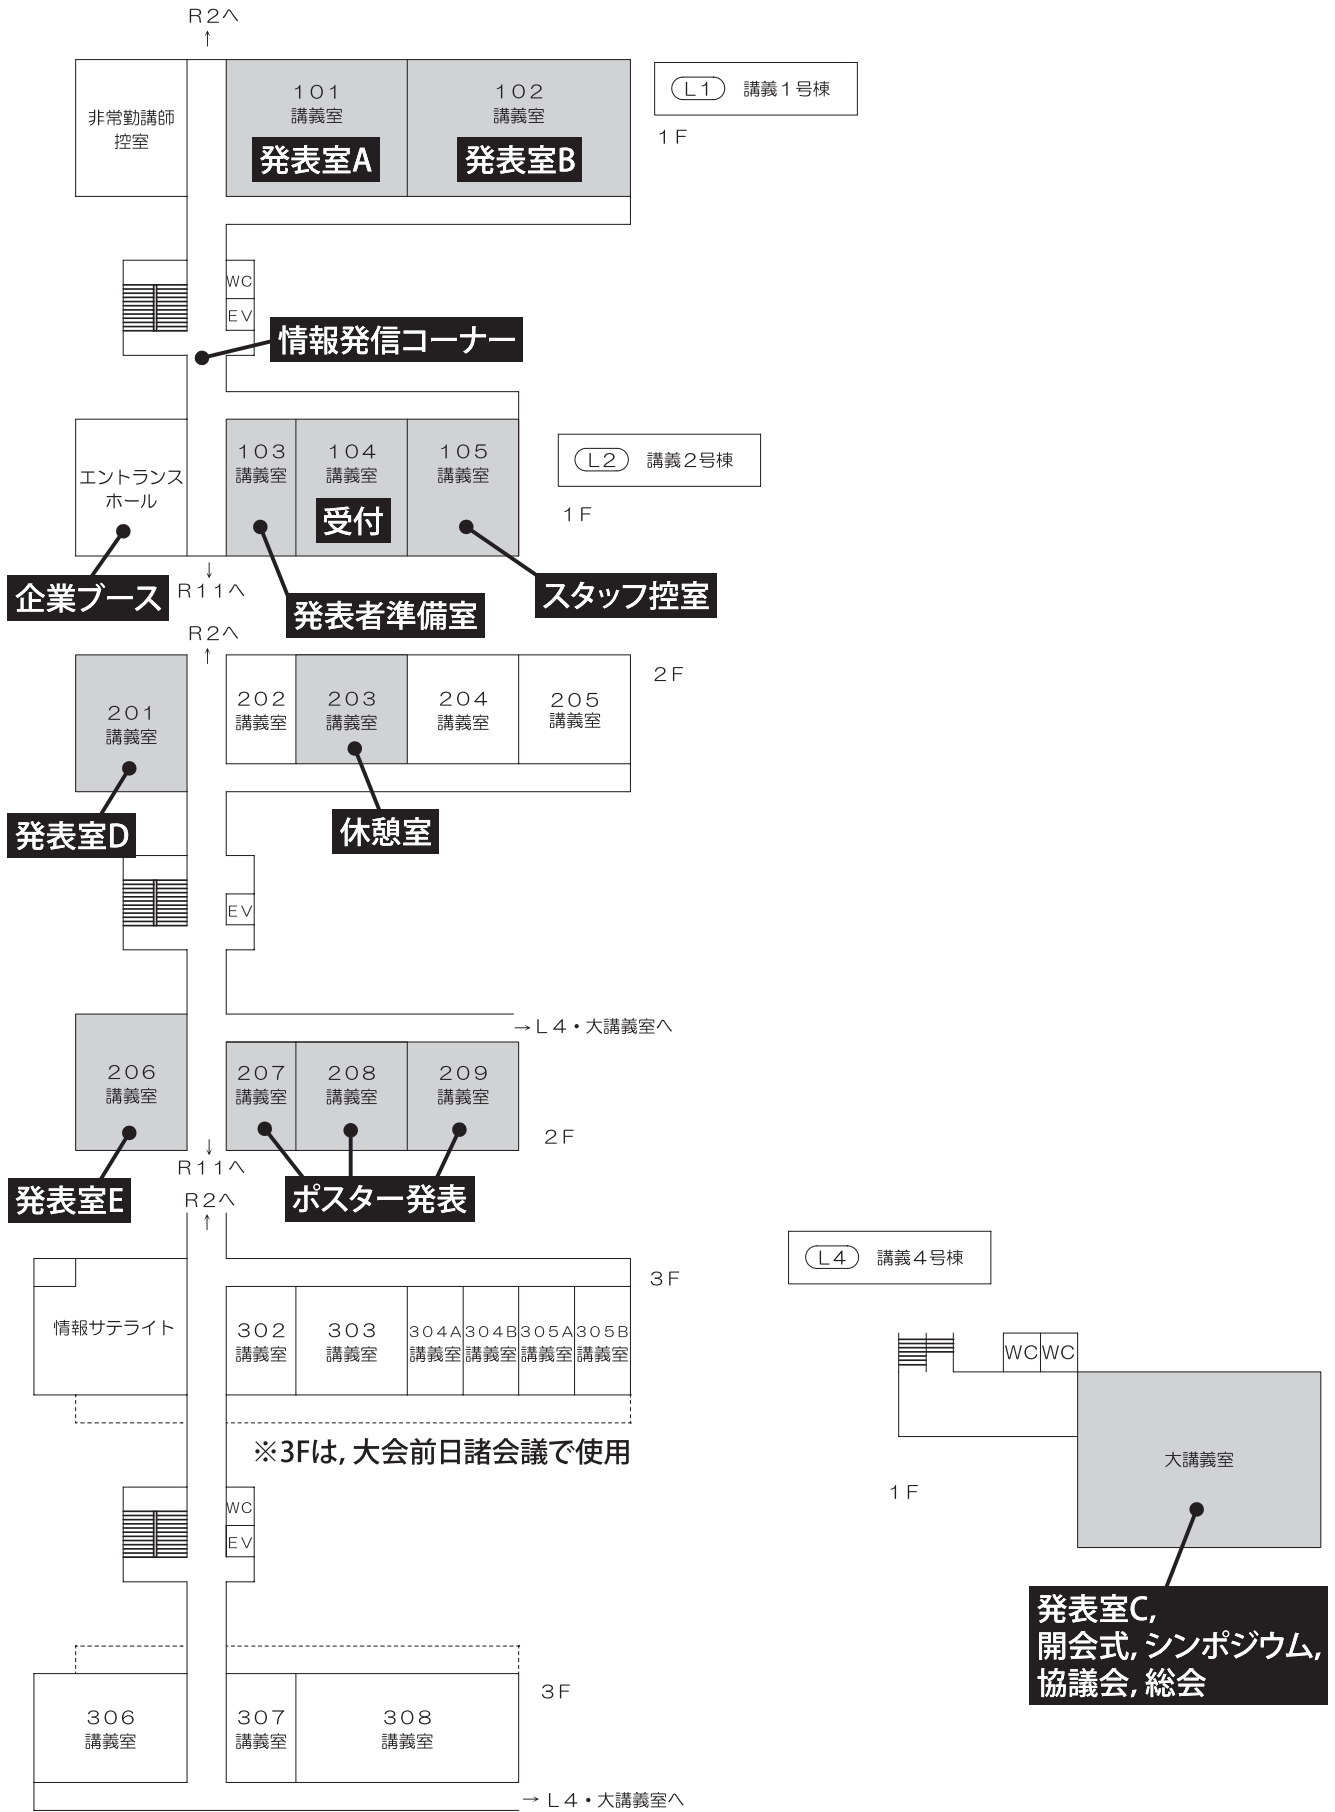 R2へ
↑
非常勤講師
控室
101
講義室
発表室A
102
講義室
発表室B
L1 講義1号棟
1F
WC
EV
情報発信コーナー
エントランス
ホール
企業ブース
103
講義室
発表者準備室
104
講義室
受付
105
講義室
スタッフ控室
L2 講義2号棟
1F
↓
R11へ
R2へ
↑
201
講義室
発表室D
202
講義室
203
講義室
休憩室
204
講義室
205
講義室
2F
EV
→L4・大講義室へ
206
講義室
発表室E
207
講義室
208
講義室
209
講義室
ポスター発表
2F
↓
R11へ
R2へ
↑
情報サテライト
302
講義室
303
講義室
304A
講義室
304B
講義室
305A
講義室
305B
講義室
3F
※3Fは, 大会前日諸会議で使用
WC
EV
306
講義室
307
講義室
308
講義室
3F
→ L4・大講義室へ
L4 講義4号棟
WC WC
大講義室
1F
発表室C,
開会式, シンポジウム,
協議会, 総会